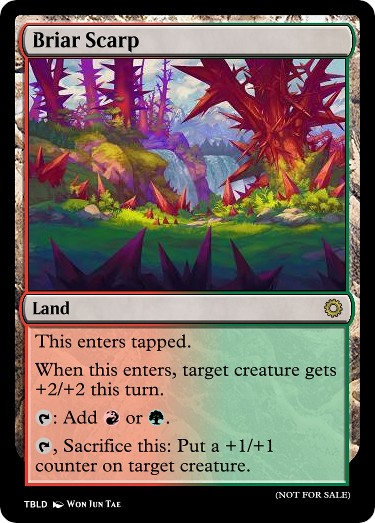 Briar Scarp
Land
This enters tapped.
When this enters, target creature gets
+2/+2 this turn.
: Add or .
, Sacrifice this: Put a +1/+1
counter on target creature.
TBLD Won Jun Tae
(NOT FOR SALE)